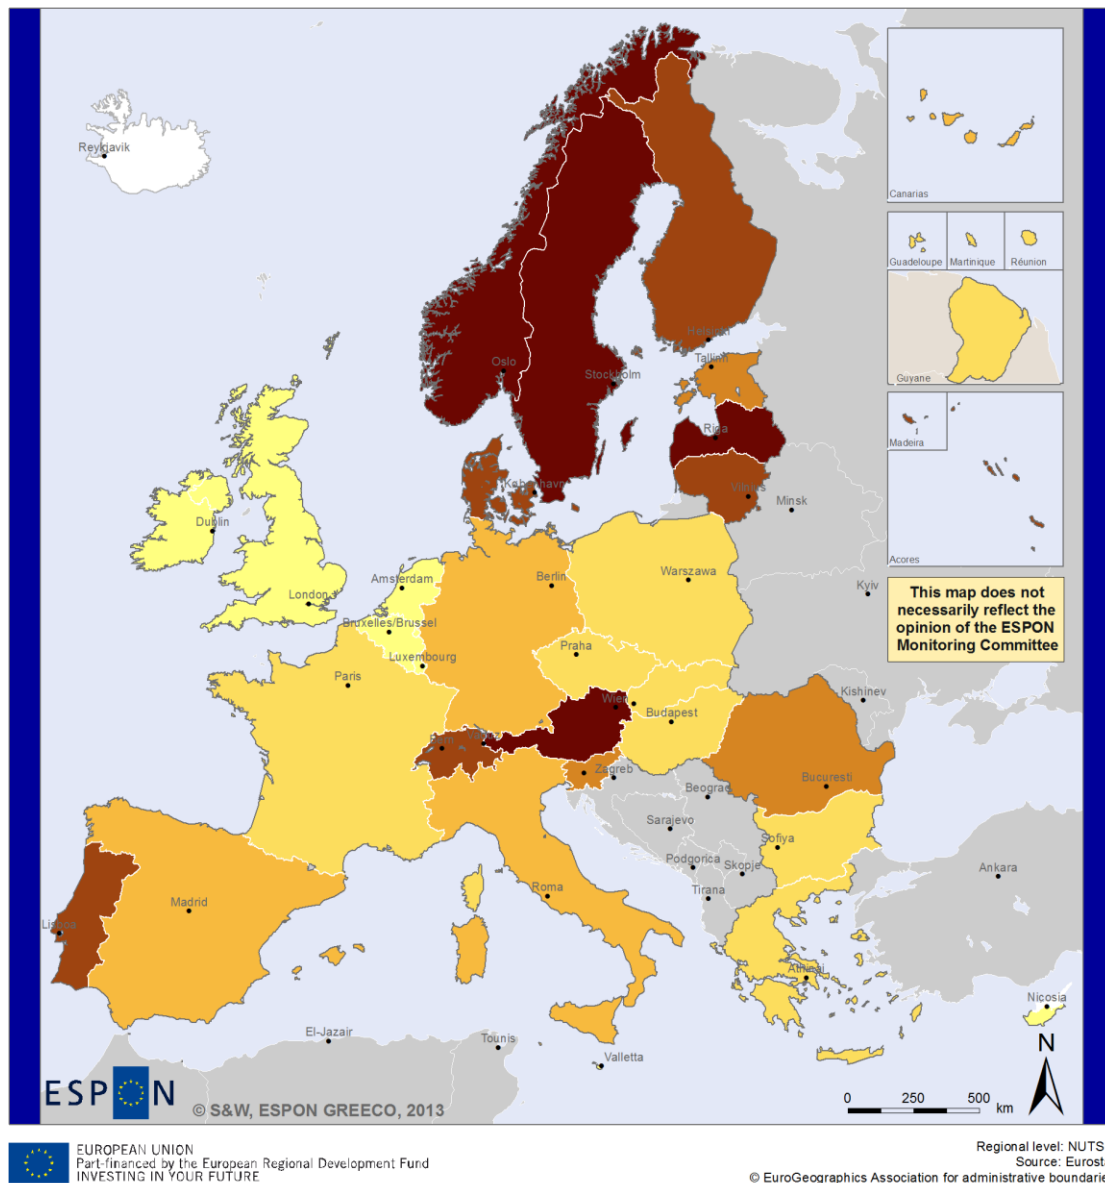 Reykjavik
Canarias
Guadeloupe
Martinique
Réunion
Guyane
Madeira
Acores
Oslo
Stockholm
Helsinki
Tallinn
Riga
København
Vilnius
Minsk
Dublin
London
Amsterdam
Berlin
Warszawa
Kyiv
This map does not
necessarily reflect the
opinion of the ESPON
Monitoring Committee
Bruxelles/Brussel
Luxembourg
Praha
Paris
Kishinev
Wien
Budapest
Bern
Zagreb
Bucuresti
Beograd
Sarajevo
Sofiya
Podgorica
Skopje
Ankara
Tirana
Roma
Madrid
Lisboa
Athinai
Nicosia
El-Jazair
Tounis
Valletta
N
0 250 500
km
ESPON
© S&W, ESPON GREECO, 2013
EUROPEAN UNION
Part-financed by the European Regional Development Fund
INVESTING IN YOUR FUTURE
Regional level: NUTS
Source: Eurosta
© EuroGeographics Association for administrative boundarie